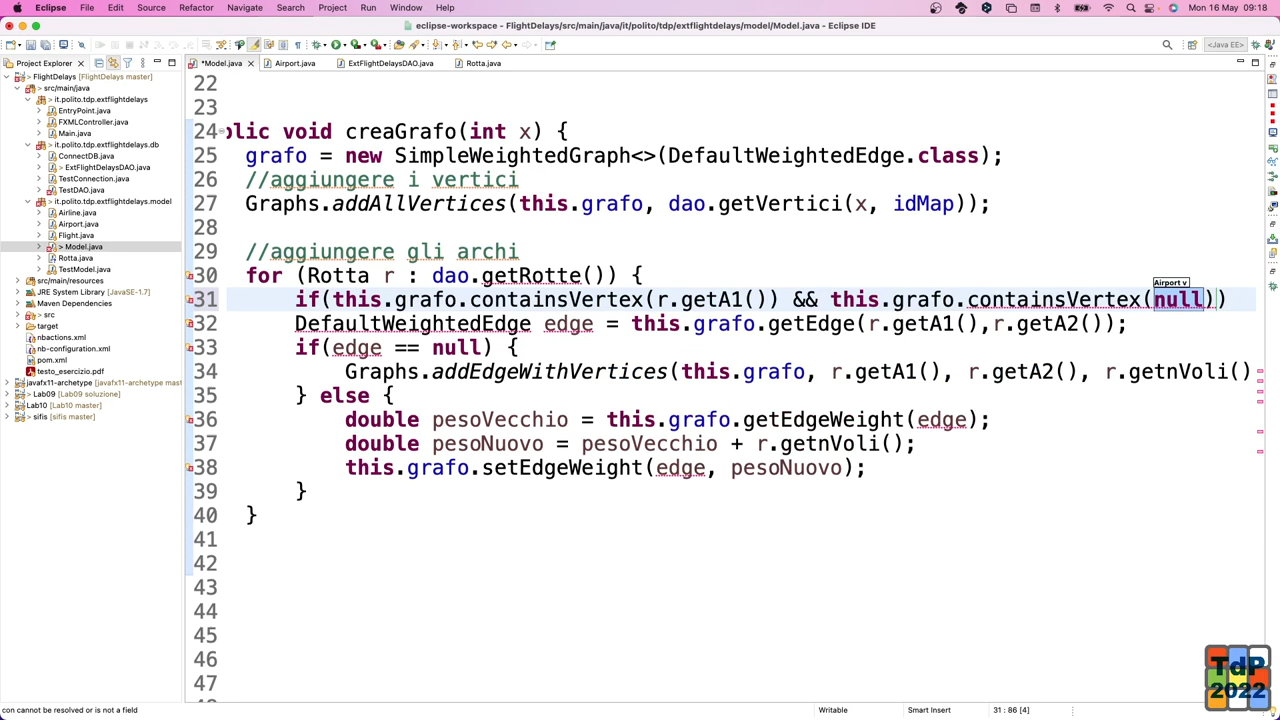 Eclipse File Edit Source Refactor Navigate Search Project Run Window Help Mon 16 May 09:18
eclipse-workspace - FlightDelays/src/main/java/it/polito/tdp/extflightdelays/model/Model.java - Eclipse IDE
<Java EE>
Project Explorer
*Model.java Airport.java ExtFlightDelaysDAO.java Rotta.java
FlightDelays [FlightDelays master]
src/main/java
it.polito.tdp.extflightdelays
EntryPoint.java
FXMLController.java
Main.java
it.polito.tdp.extflightdelays.db
ConnectDB.java
> ExtFlightDelaysDAO.java
TestConnection.java
TestDAO.java
it.polito.tdp.extflightdelays.model
Airline.java
Airport.java
Flight.java
> Model.java
Rotta.java
TestModel.java
src/main/resources
JRE System Library [JavaSE-1.7]
Maven Dependencies
src
target
nbactions.xml
nb-configuration.xml
pom.xml
testo_esercizio.pdf
javafx11-archetype [javafx11-archetype mast
Lab09 [Lab09 soluzione]
Lab10 [Lab10 master]
sifis [sifis master]
22
23
24 blic void creaGrafo(int x) {
25 grafo = new SimpleWeightedGraph<>(DefaultWeightedEdge.class);
26 //aggiungere i vertici
27 Graphs.addAllVertices(this.grafo, dao.getVertici(x, idMap));
28
29 //aggiungere gli archi
30 for (Rotta r : dao.getRotte()) {
Airport v
31 if(this.grafo.containsVertex(r.getA1()) && this.grafo.containsVertex(null))
32 DefaultWeightedEdge edge = this.grafo.getEdge(r.getA1(),r.getA2());
33 if(edge == null) {
34 Graphs.addEdgeWithVertices(this.grafo, r.getA1(), r.getA2(), r.getnVoli()
35 } else {
36 double pesoVecchio = this.grafo.getEdgeWeight(edge);
37 double pesoNuovo = pesoVecchio + r.getnVoli();
38 this.grafo.setEdgeWeight(edge, pesoNuovo);
39 }
40 }
41
42
43
44
45
46
47
con cannot be resolved or is not a field Writable Smart Insert 31 : 86 [4]
TdP
2022